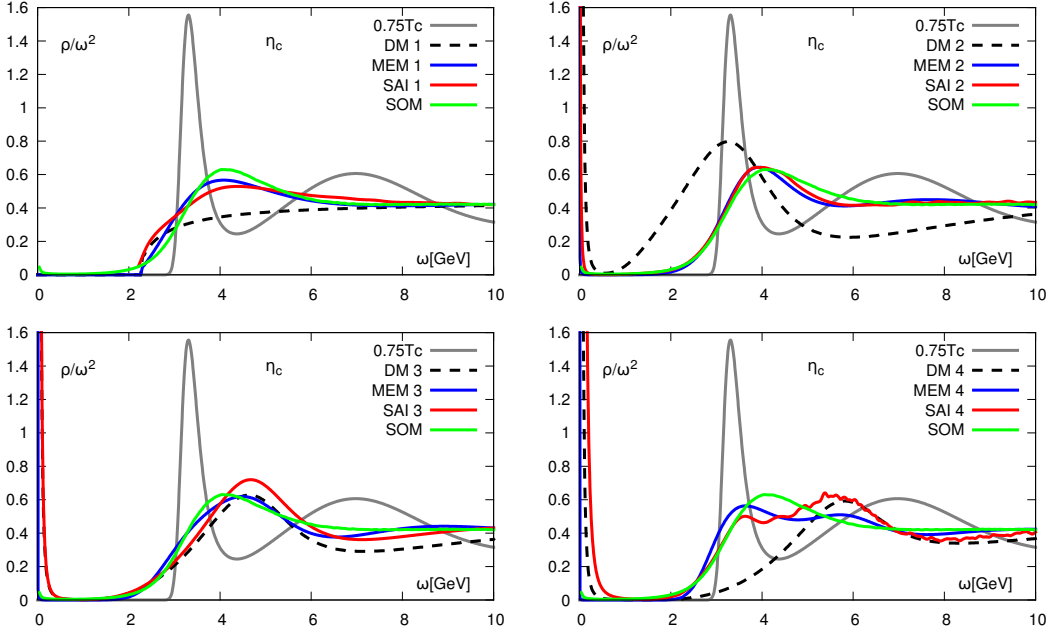 1.6
1.4
1.2
1
0.8
0.6
0.4
0.2
0
0 2 4 6 8 10
ρ/ω²
η_c
ω[GeV]
0.75Tc
DM 1
MEM 1
SAI 1
SOM
1.6
1.4
1.2
1
0.8
0.6
0.4
0.2
0
0 2 4 6 8 10
ρ/ω²
η_c
ω[GeV]
0.75Tc
DM 2
MEM 2
SAI 2
SOM
1.6
1.4
1.2
1
0.8
0.6
0.4
0.2
0
0 2 4 6 8 10
ρ/ω²
η_c
ω[GeV]
0.75Tc
DM 3
MEM 3
SAI 3
SOM
1.6
1.4
1.2
1
0.8
0.6
0.4
0.2
0
0 2 4 6 8 10
ρ/ω²
η_c
ω[GeV]
0.75Tc
DM 4
MEM 4
SAI 4
SOM